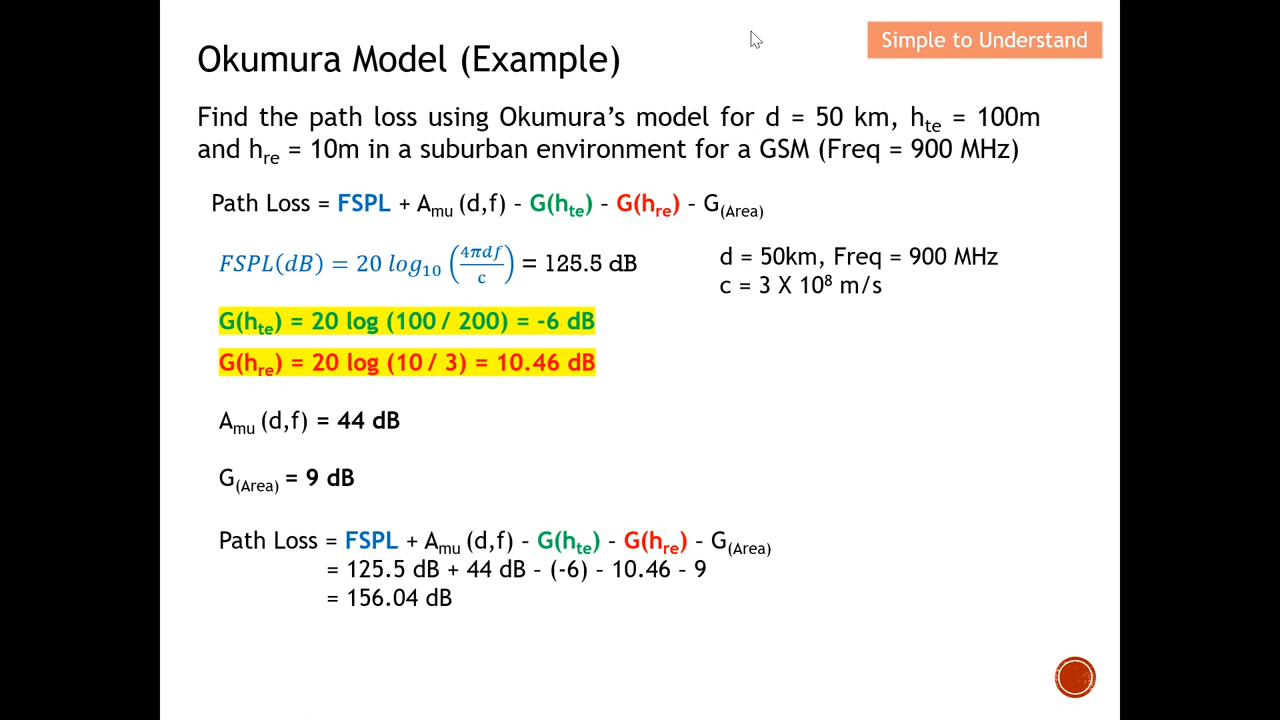 Simple to Understand
Okumura Model (Example)
Find the path loss using Okumura’s model for d = 50 km, hte = 100m
and hre = 10m in a suburban environment for a GSM (Freq = 900 MHz)
Path Loss = FSPL + Amu (d,f) – G(hte) – G(hre) – G(Area)
FSPL(dB) = 20 log10 (4πdf/c) = 125.5 dB
d = 50km, Freq = 900 MHz
c = 3 X 10⁸ m/s
G(hte) = 20 log (100 / 200) = -6 dB
G(hre) = 20 log (10 / 3) = 10.46 dB
Amu (d,f) = 44 dB
G(Area) = 9 dB
Path Loss = FSPL + Amu (d,f) – G(hte) – G(hre) – G(Area)
= 125.5 dB + 44 dB – (-6) – 10.46 – 9
= 156.04 dB